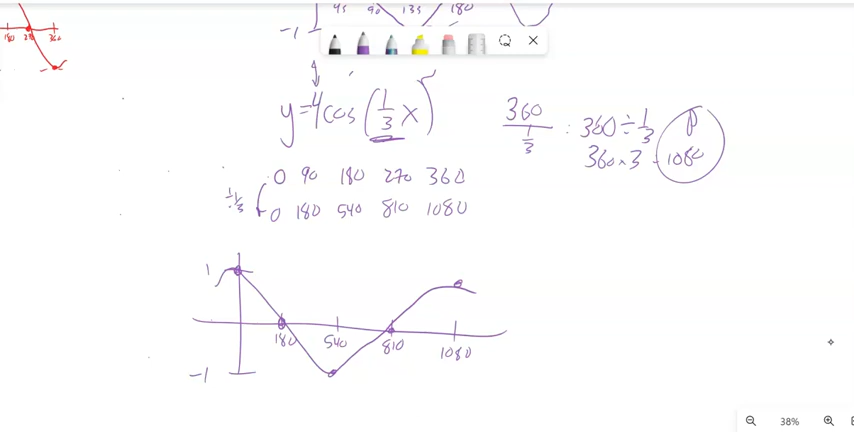 45 90 135 180
-1
180 270 360
y=4cos(1/3 x)
360/(1/3) : 360 ÷ 1/3
360 × 3 = 1080
P
0 90 180 270 360
÷ 1/3
0 180 540 810 1080
1
180 540 810 1080
-1
38%